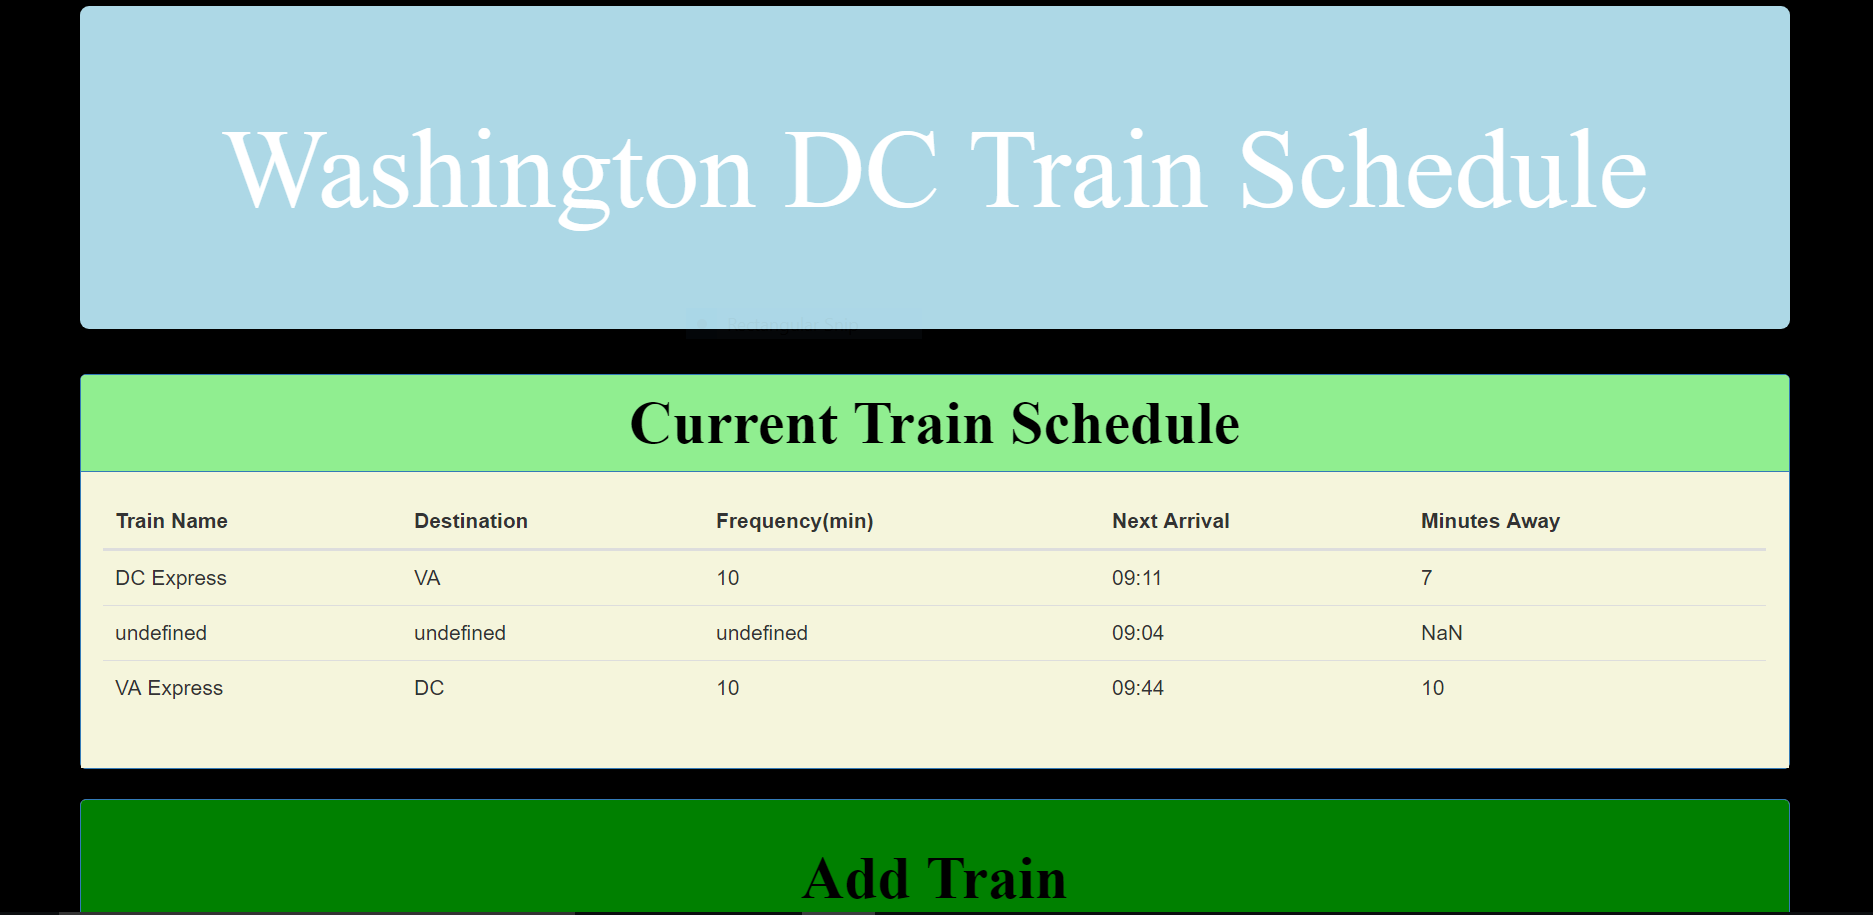 Washington DC Train Schedule
Rectangular Snip
Current Train Schedule
Train Name Destination Frequency(min) Next Arrival Minutes Away
DC Express VA 10 09:11 7
undefined undefined undefined 09:04 NaN
VA Express DC 10 09:44 10
Add Train